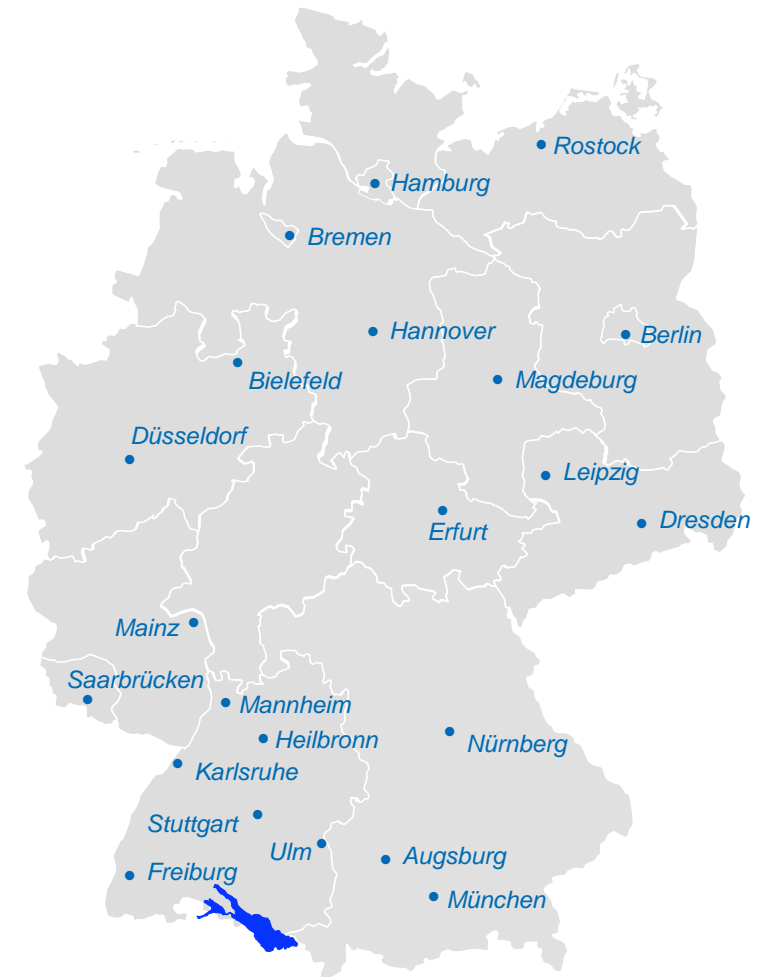 Rostock
Hamburg
Bremen
Hannover
Berlin
Bielefeld
Magdeburg
Düsseldorf
Leipzig
Dresden
Erfurt
Mainz
Saarbrücken
Mannheim
Heilbronn
Nürnberg
Karlsruhe
Stuttgart
Ulm
Augsburg
Freiburg
München